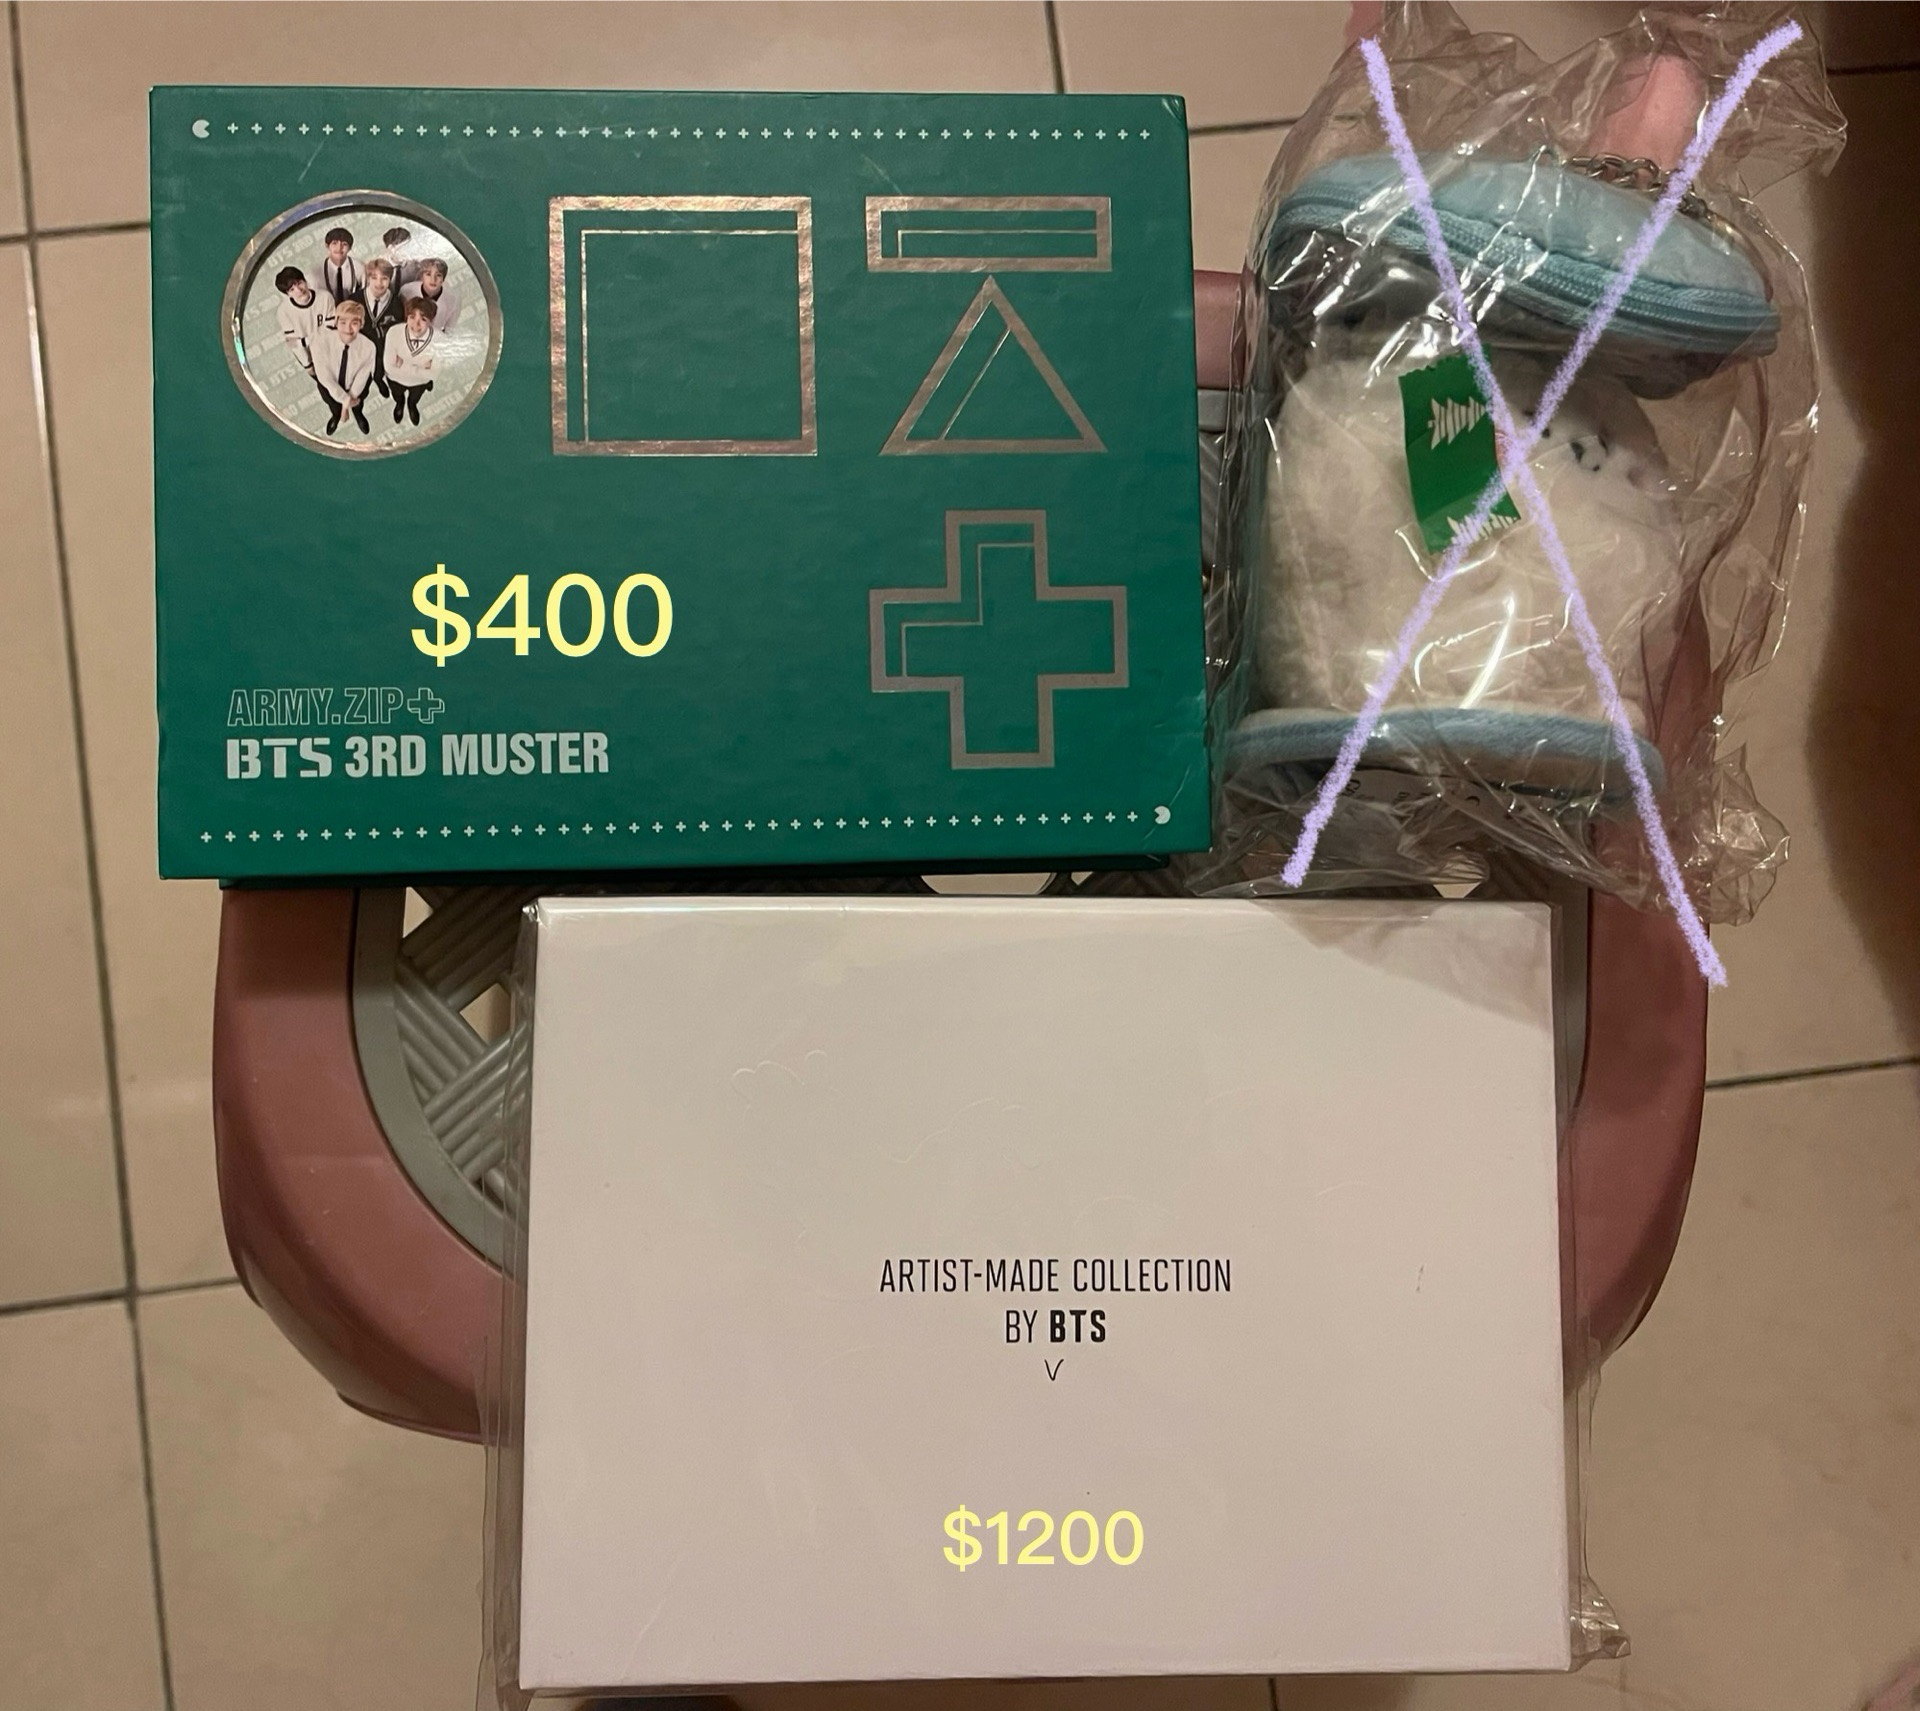 $400
ARMY.ZIP+
BTS 3RD MUSTER
ARTIST-MADE COLLECTION
BY BTS
V
$1200